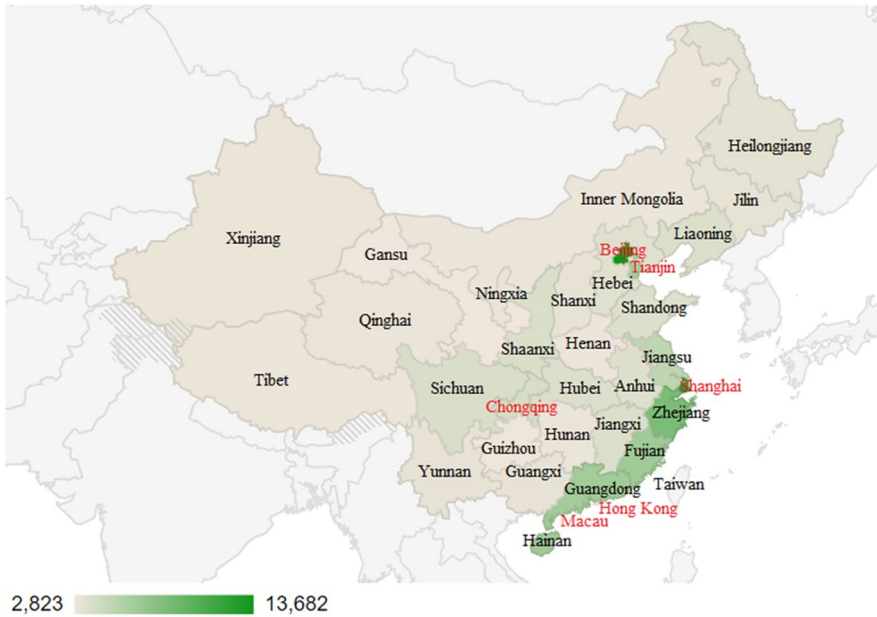 Heilongjiang
Jilin
Inner Mongolia
Liaoning
Xinjiang
Gansu
Beijing
Tianjin
Hebei
Ningxia
Shanxi
Shandong
Qinghai
Shaanxi
Henan
Jiangsu
Tibet
Sichuan
Hubei
Anhui
Shanghai
Chongqing
Zhejiang
Jiangxi
Hunan
Guizhou
Fujian
Yunnan
Guangxi
Guangdong
Taiwan
Hong Kong
Macau
Hainan
2,823 13,682